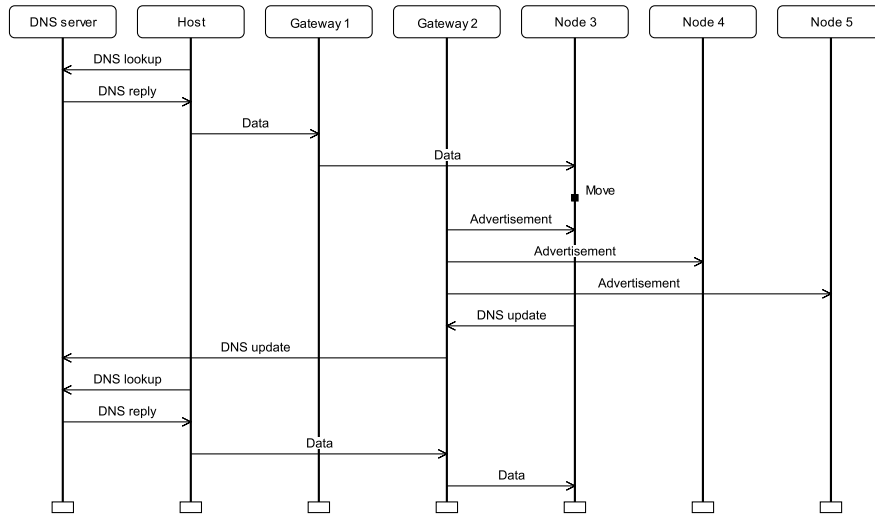 DNS server
Host
Gateway 1
Gateway 2
Node 3
Node 4
Node 5
DNS lookup
DNS reply
Data
Data
Move
Advertisement
Advertisement
Advertisement
DNS update
DNS update
DNS lookup
DNS reply
Data
Data